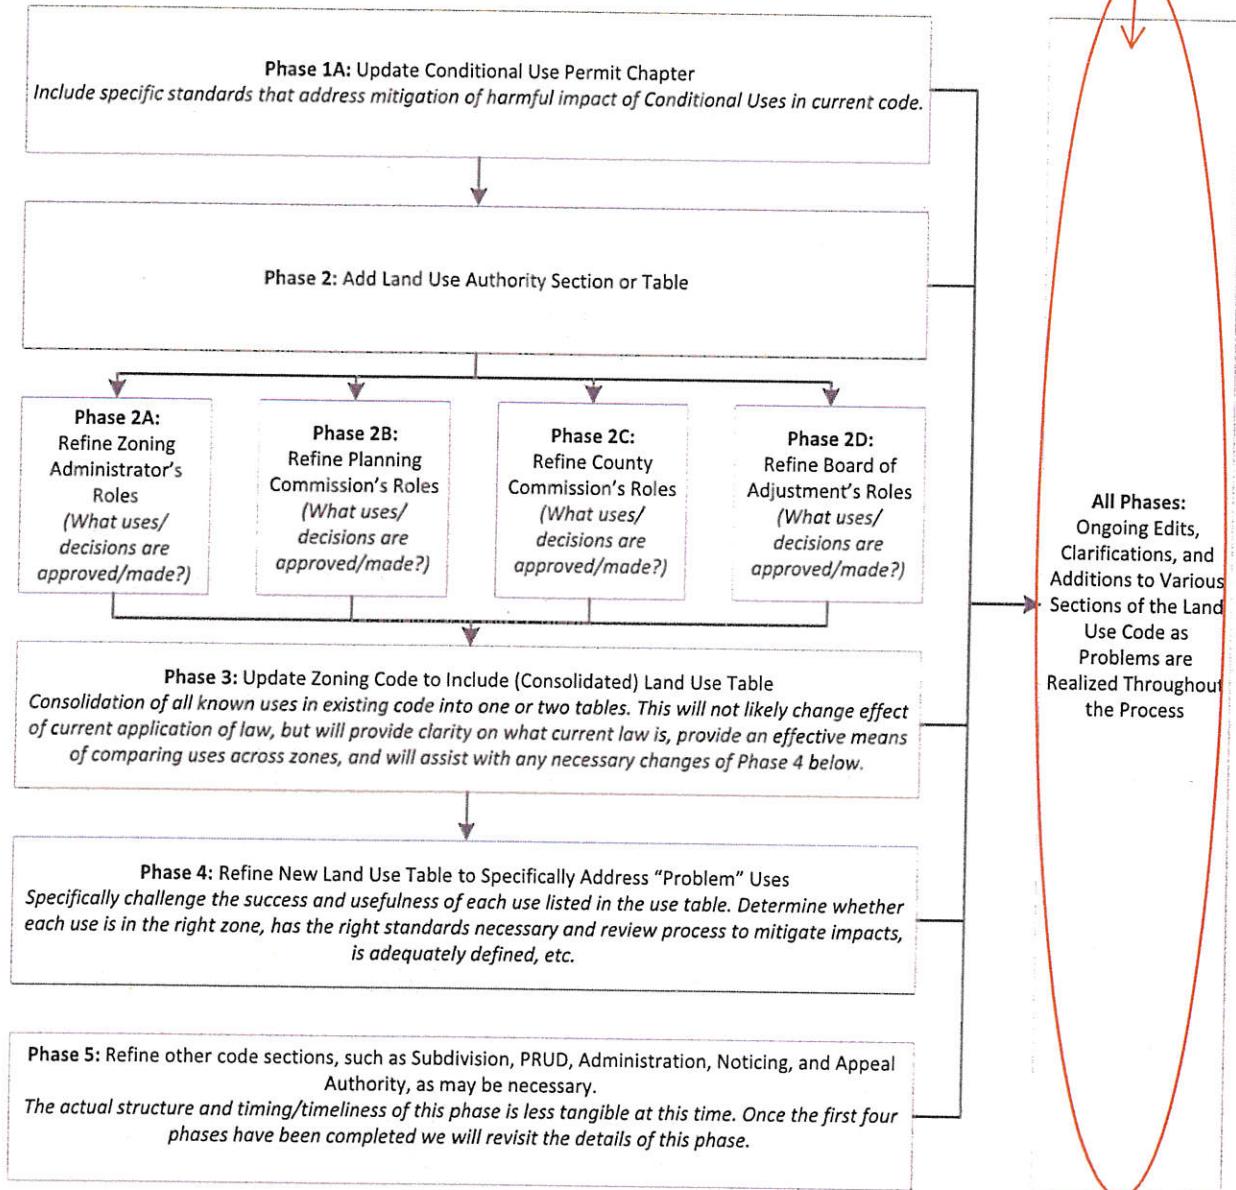 Phase 1A: Update Conditional Use Permit Chapter
Include specific standards that address mitigation of harmful impact of Conditional Uses in current code.
Phase 2: Add Land Use Authority Section or Table
Phase 2A:
Refine Zoning
Administrator's
Roles
(What uses/
decisions are
approved/made?)
Phase 2B:
Refine Planning
Commission's Roles
(What uses/
decisions are
approved/made?)
Phase 2C:
Refine County
Commission's Roles
(What uses/
decisions are
approved/made?)
Phase 2D:
Refine Board of
Adjustment's Roles
(What uses/
decisions are
approved/made?)
Phase 3: Update Zoning Code to Include (Consolidated) Land Use Table
Consolidation of all known uses in existing code into one or two tables. This will not likely change effect
of current application of law, but will provide clarity on what current law is, provide an effective means
of comparing uses across zones, and will assist with any necessary changes of Phase 4 below.
Phase 4: Refine New Land Use Table to Specifically Address "Problem" Uses
Specifically challenge the success and usefulness of each use listed in the use table. Determine whether
each use is in the right zone, has the right standards necessary and review process to mitigate impacts,
is adequately defined, etc.
Phase 5: Refine other code sections, such as Subdivision, PRUD, Administration, Noticing, and Appeal
Authority, as may be necessary.
The actual structure and timing/timeliness of this phase is less tangible at this time. Once the first four
phases have been completed we will revisit the details of this phase.
All Phases:
Ongoing Edits,
Clarifications, and
Additions to Various
Sections of the Land
Use Code as
Problems are
Realized Throughout
the Process